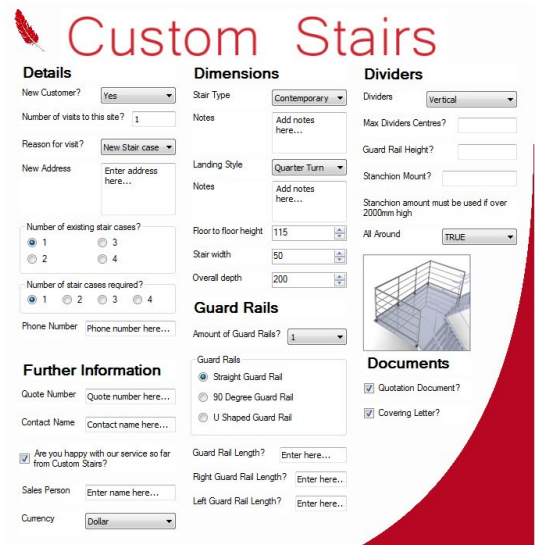 Custom Stairs
Details
New Customer? Yes
Number of visits to this site? 1
Reason for visit? New Stair case
New Address Enter address
here...
Number of existing stair cases?
1 3
2 4
Number of stair cases required?
1 2 3 4
Phone Number Phone number here...
Further Information
Quote Number Quote number here...
Contact Name Contact name here...
Are you happy with our service so far
from Custom Stairs?
Sales Person Enter name here...
Currency Dollar
Dimensions
Stair Type Contemporary
Notes Add notes
here...
Landing Style Quarter Turn
Notes Add notes
here...
Floor to floor height 115
Stair width 50
Overall depth 200
Guard Rails
Amount of Guard Rails? 1
Guard Rails
Straight Guard Rail
90 Degree Guard Rail
U Shaped Guard Rail
Guard Rail Length? Enter here...
Right Guard Rail Length? Enter here..
Left Guard Rail Length? Enter here..
Dividers
Dividers Vertical
Max Dividers Centres?
Guard Rail Height?
Stanchion Mount?
Stanchion amount must be used if over
2000mm high
All Around TRUE
Documents
Quotation Document?
Covering Letter?